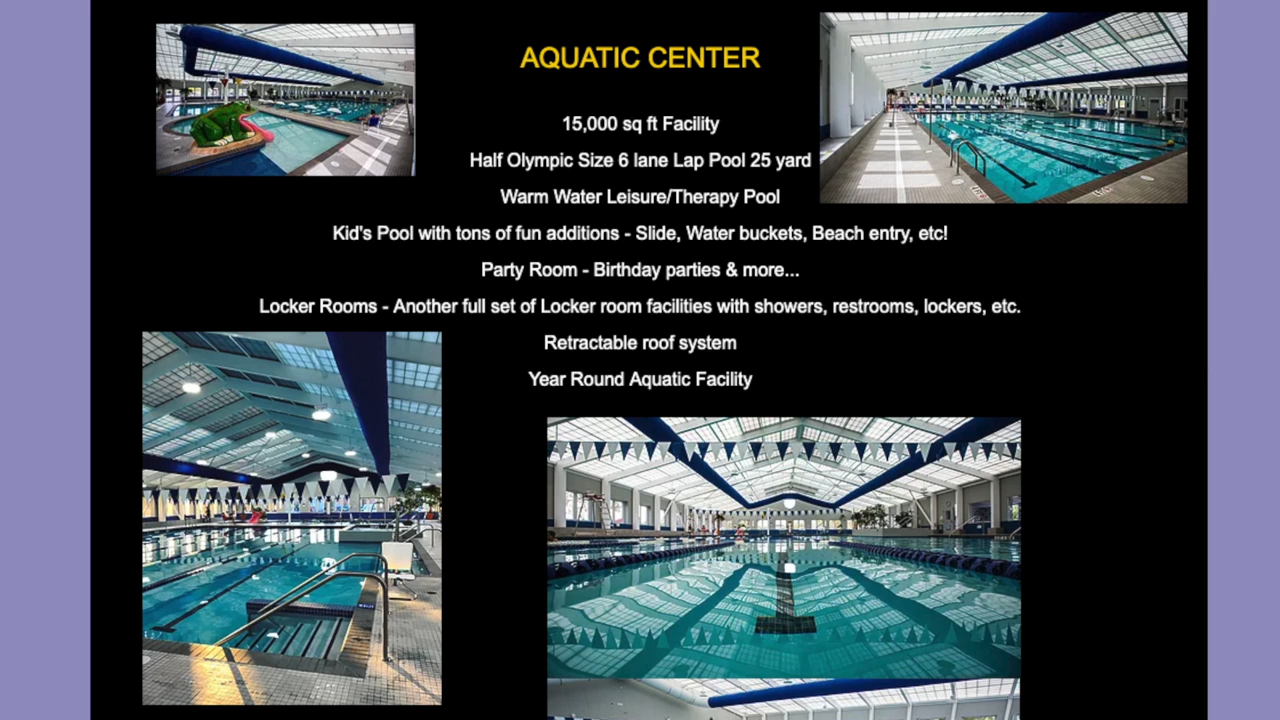 AQUATIC CENTER
15,000 sq ft Facility
Half Olympic Size 6 lane Lap Pool 25 yard
Warm Water Leisure/Therapy Pool
Kid's Pool with tons of fun additions - Slide, Water buckets, Beach entry, etc!
Party Room - Birthday parties & more...
Locker Rooms - Another full set of Locker room facilities with showers, restrooms, lockers, etc.
Retractable roof system
Year Round Aquatic Facility